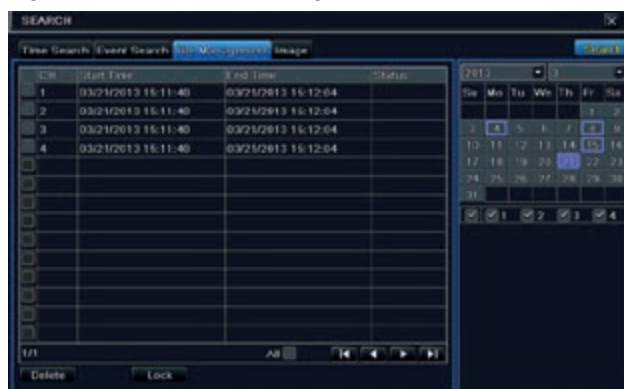 SEARCH
Time Search Event Search File Management Image
Search
CH Start Time End Time Status
1 03/21/2013 15:11:40 03/21/2013 15:12:04
2 03/21/2013 15:11:40 03/21/2013 15:12:04
3 03/21/2013 15:11:40 03/21/2013 15:12:04
4 03/21/2013 15:11:40 03/21/2013 15:12:04
1/1 All
Delete Lock
2013 3
Su Mo Tu We Th Fr Sa
1 2
3 4 5 6 7 8 9
10 11 12 13 14 15 16
17 18 19 20 21 22 23
24 25 26 27 28 29 30
31
1 2 3 4